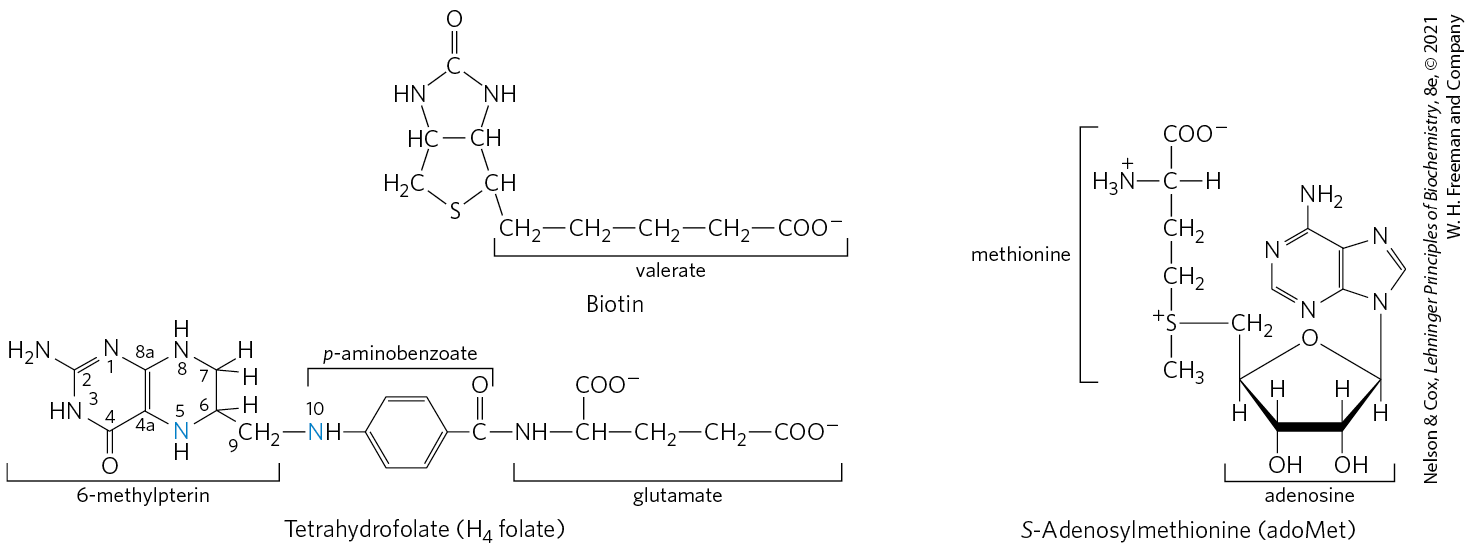 O
C
HN NH
HC CH
H₂C CH
S
CH₂—CH₂—CH₂—CH₂—COO⁻
valerate
Biotin
H₂N N 8a H N H
1 8 7 H
2
3 HN 4 4a 5 N H 6 H
O 9 CH₂ 10 NH
p-aminobenzoate
O COO⁻
C—NH—CH—CH₂—CH₂—COO⁻
6-methylpterin
glutamate
Tetrahydrofolate (H₄ folate)
methionine
COO⁻
H₃N⁺—C—H
CH₂
CH₂
⁺S—CH₂
CH₃
NH₂
N N
N N
O
H H H H
OH OH
adenosine
S-Adenosylmethionine (adoMet)
Nelson & Cox, Lehninger Principles of Biochemistry, 8e, © 2021
W. H. Freeman and Company